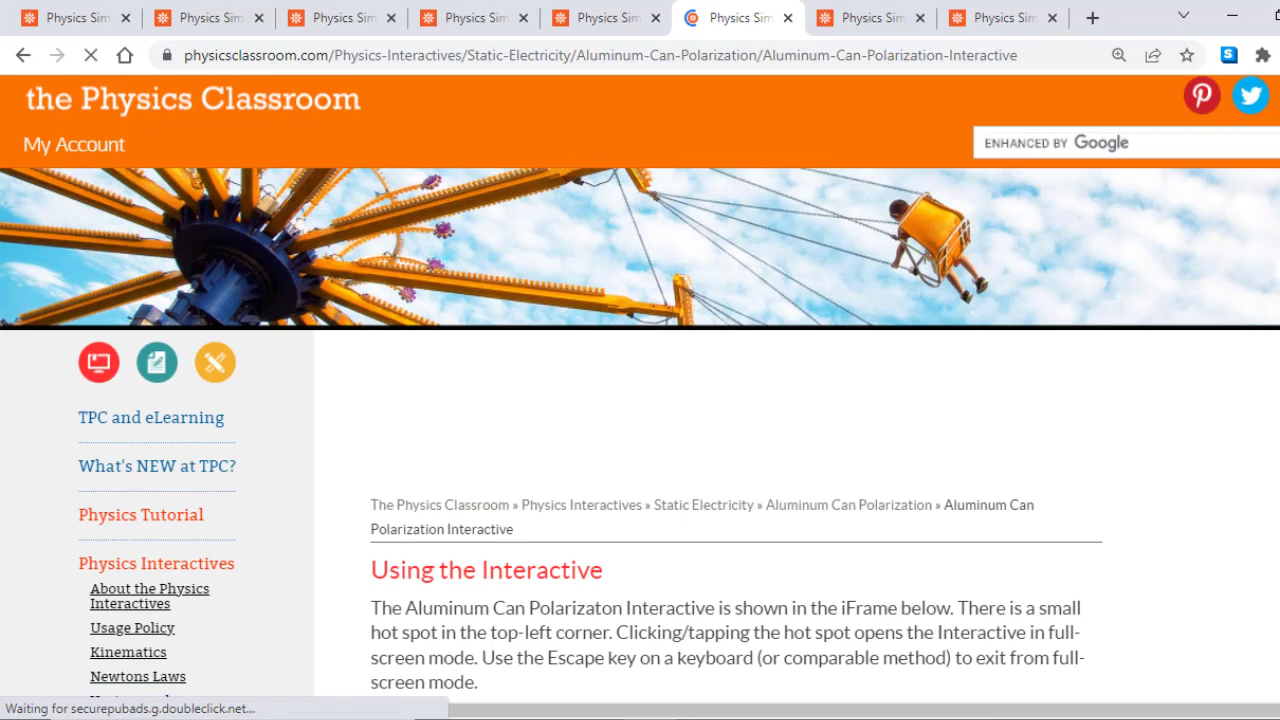 Physics Sim Physics Sim Physics Sim Physics Sim Physics Sim Physics Sim Physics Sim Physics Sim
physicsclassroom.com/Physics-Interactives/Static-Electricity/Aluminum-Can-Polarization/Aluminum-Can-Polarization-Interactive
the Physics Classroom
My Account
ENHANCED BY Google
TPC and eLearning
What's NEW at TPC?
Physics Tutorial
Physics Interactives
About the Physics
Interactives
Usage Policy
Kinematics
Newtons Laws
The Physics Classroom » Physics Interactives » Static Electricity » Aluminum Can Polarization » Aluminum Can
Polarization Interactive
Using the Interactive
The Aluminum Can Polarizaton Interactive is shown in the iFrame below. There is a small
hot spot in the top-left corner. Clicking/tapping the hot spot opens the Interactive in full-
screen mode. Use the Escape key on a keyboard (or comparable method) to exit from full-
screen mode.
Waiting for securepubads.g.doubleclick.net...